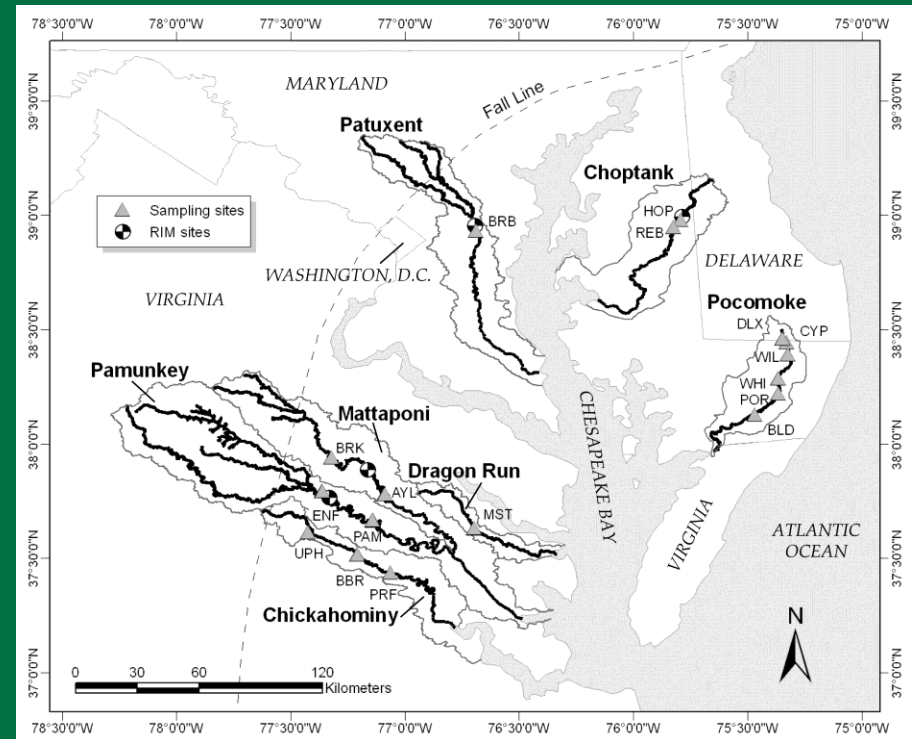 78°30'0"W 78°0'0"W 77°30'0"W 77°0'0"W 76°30'0"W 76°0'0"W 75°30'0"W 75°0'0"W
39°30'0"N
39°0'0"N
38°30'0"N
38°0'0"N
37°30'0"N
37°0'0"N
MARYLAND
Fall Line
Patuxent
Choptank
Sampling sites
RIM sites
BRB
HOP
REB
WASHINGTON, D.C.
DELAWARE
VIRGINIA
Pocomoke
DLX
CYP
WIL
WHI
POR
BLD
Pamunkey
Mattaponi
BRK
AYL
Dragon Run
MST
CHESAPEAKE BAY
ENF
PAM
UPH
BBR
PRF
Chickahominy
VIRGINIA
ATLANTIC
OCEAN
N
0 30 60 120
Kilometers
39°30'0"N
39°0'0"N
38°30'0"N
38°0'0"N
37°30'0"N
37°0'0"N
78°30'0"W 78°0'0"W 77°30'0"W 77°0'0"W 76°30'0"W 76°0'0"W 75°30'0"W 75°0'0"W